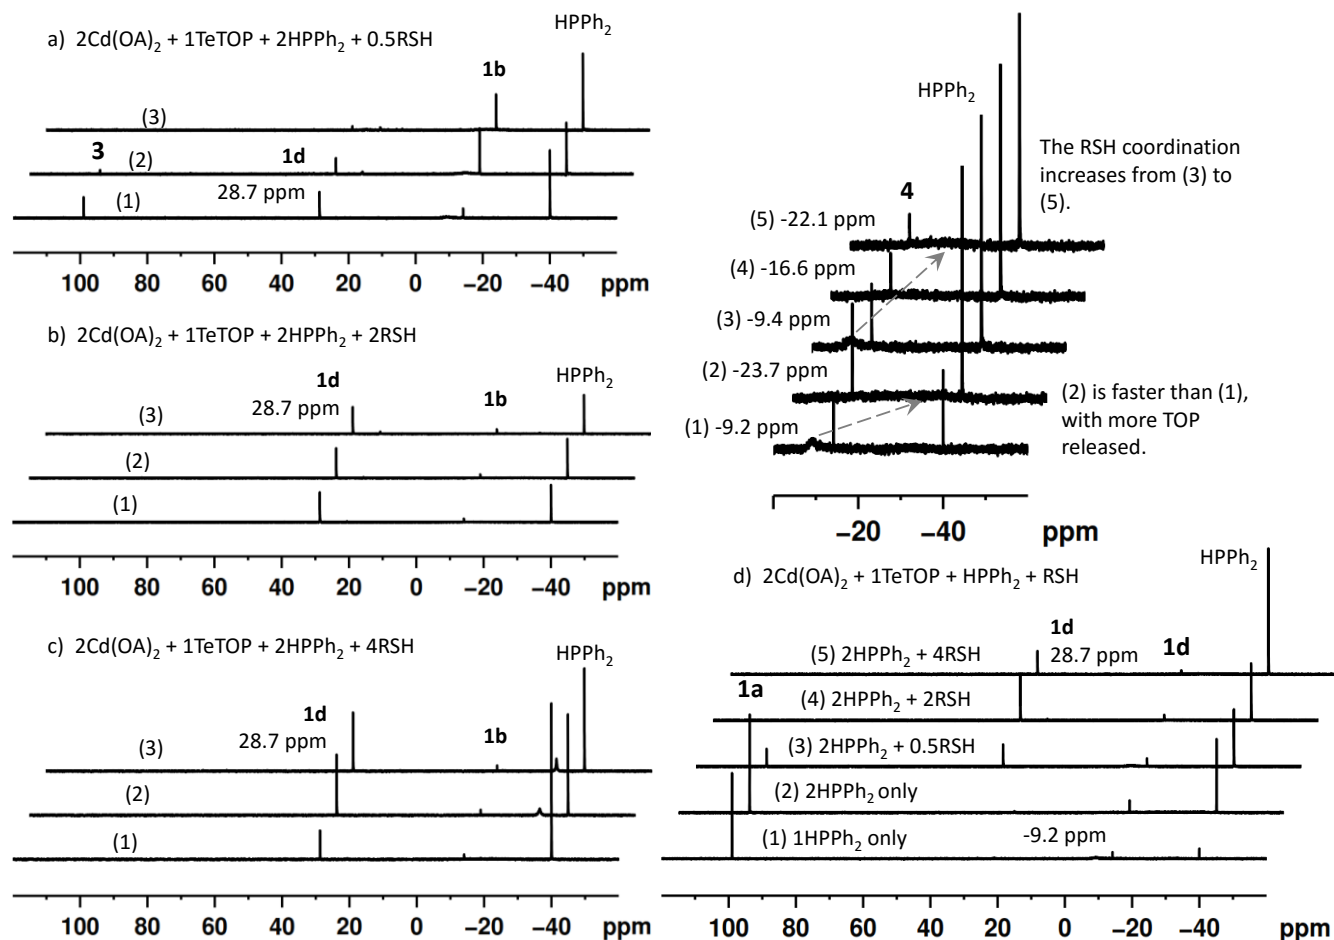 a) 2Cd(OA)₂ + 1TeTOP + 2HPPh₂ + 0.5RSH
HPPh₂
1b
(3)
3
(2)
1d
(1)
28.7 ppm
100 80 60 40 20 0 −20 −40 ppm
b) 2Cd(OA)₂ + 1TeTOP + 2HPPh₂ + 2RSH
1d
28.7 ppm
1b
HPPh₂
(3)
(2)
(1)
100 80 60 40 20 0 −20 −40 ppm
c) 2Cd(OA)₂ + 1TeTOP + 2HPPh₂ + 4RSH
HPPh₂
1d
28.7 ppm
1b
(3)
(2)
(1)
100 80 60 40 20 0 −20 −40 ppm
HPPh₂
The RSH coordination
increases from (3) to
(5).
4
(5) -22.1 ppm
(4) -16.6 ppm
(3) -9.4 ppm
(2) -23.7 ppm
(1) -9.2 ppm
(2) is faster than (1),
with more TOP
released.
−20 −40 ppm
d) 2Cd(OA)₂ + 1TeTOP + HPPh₂ + RSH
HPPh₂
1d
28.7 ppm
1d
(5) 2HPPh₂ + 4RSH
1a
(4) 2HPPh₂ + 2RSH
(3) 2HPPh₂ + 0.5RSH
(2) 2HPPh₂ only
(1) 1HPPh₂ only
-9.2 ppm
100 80 60 40 20 0 −20 −40 ppm